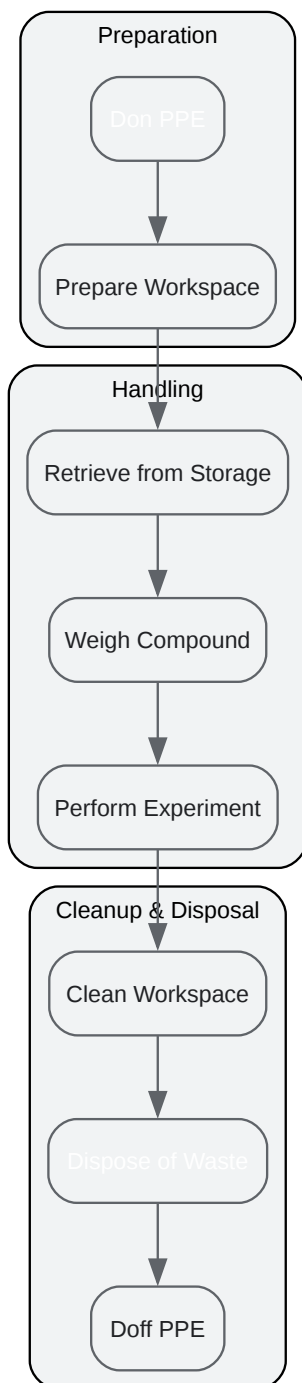 Preparation
Don PPE
Prepare Workspace
Handling
Retrieve from Storage
Weigh Compound
Perform Experiment
Cleanup & Disposal
Clean Workspace
Dispose of Waste
Doff PPE